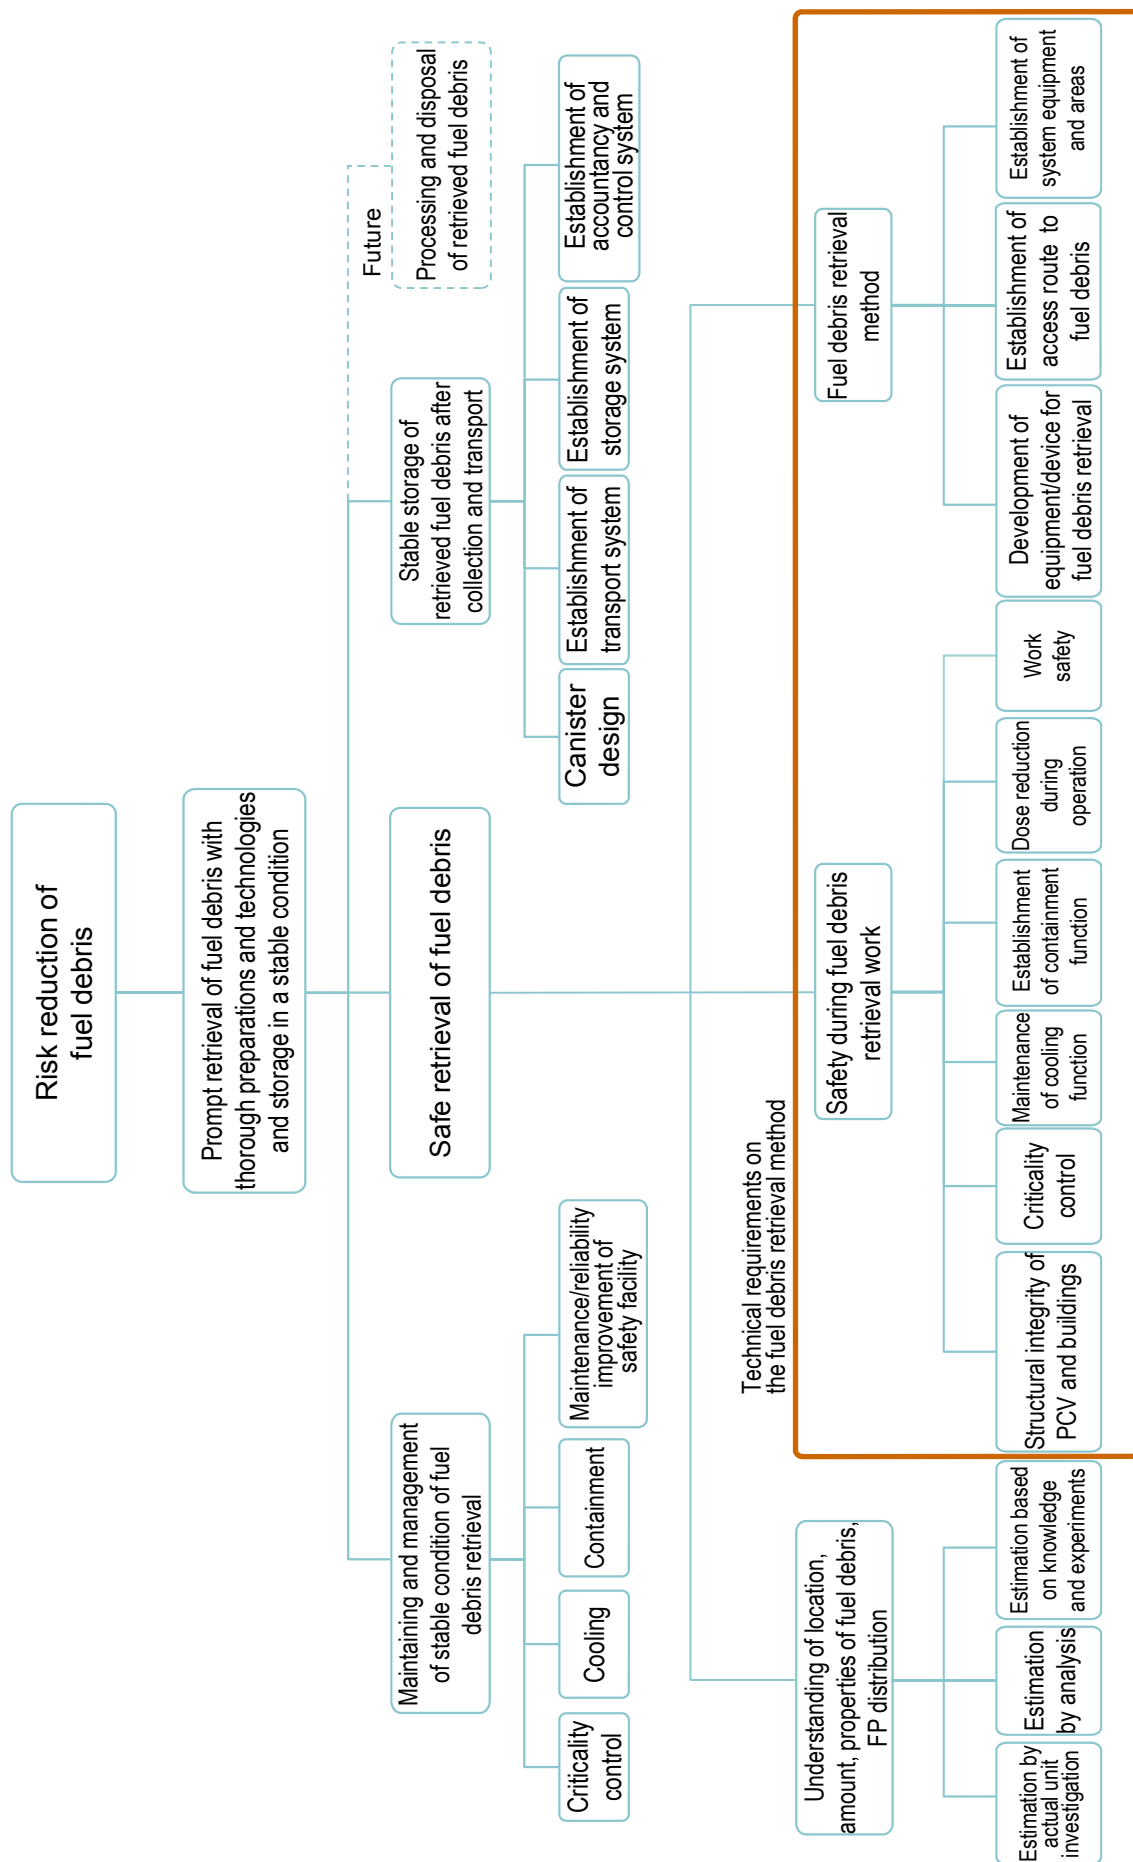 Risk reduction of
fuel debris
Prompt retrieval of fuel debris with
thorough preparations and technologies
and storage in a stable condition
Maintaining and management
of stable condition of fuel
debris retrieval
Safe retrieval of fuel debris
Stable storage of
retrieved fuel debris after
collection and transport
Future
Processing and disposal
of retrieved fuel debris
Criticality
control
Cooling
Containment
Maintenance/reliability
improvement of
safety facility
Canister
design
Establishment of
transport system
Establishment of
storage system
Establishment of
accountancy and
control system
Technical requirements on
the fuel debris retrieval method
Understanding of location,
amount, properties of fuel debris,
FP distribution
Safety during fuel debris
retrieval work
Fuel debris retrieval
method
Estimation by
actual unit
investigation
Estimation
by analysis
Estimation based
on knowledge
and experiments
Structural integrity of
PCV and buildings
Criticality
control
Maintenance
of cooling
function
Establishment
of containment
function
Dose reduction
during
operation
Work
safety
Development of
equipment/device for
fuel debris retrieval
Establishment of
access route to
fuel debris
Establishment of
system equipment
and areas